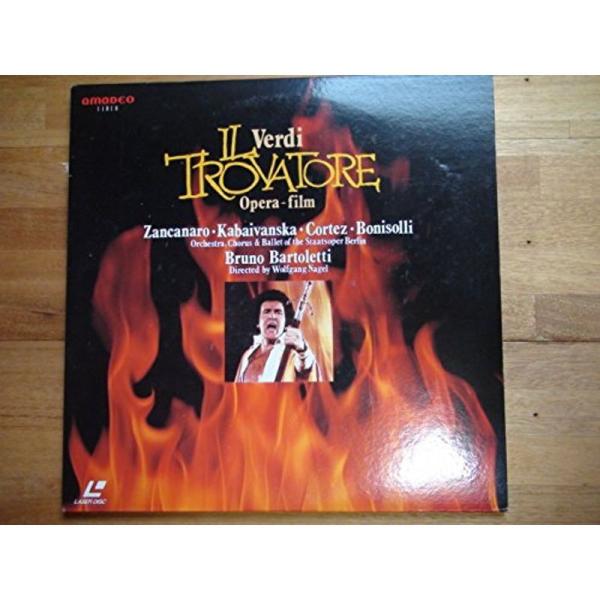 amadeo
VIDEO
Verdi
IL
TROVATORE
Opera-film
Zancanaro • Kabaivanska • Cortez • Bonisolli
Orchestra, Chorus & Ballet of the Staatsoper Berlin
Bruno Bartoletti
Directed by Wolfgang Nagel
LASER DISC